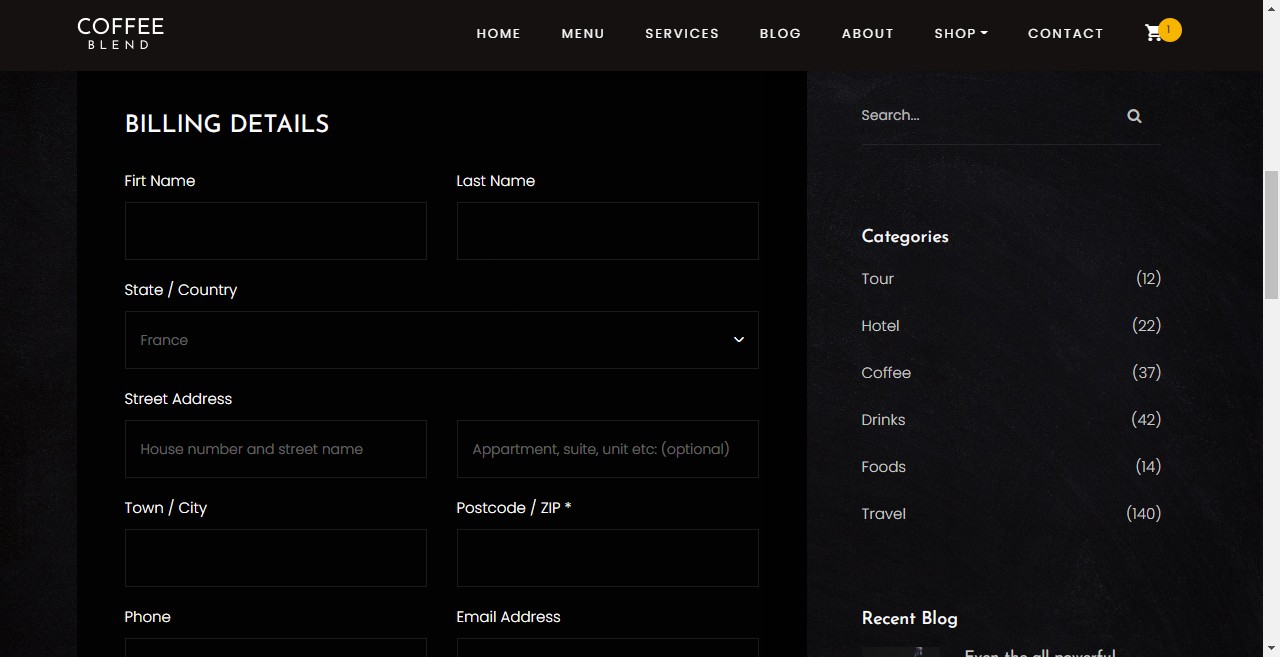 COFFEE
BLEND
HOME MENU SERVICES BLOG ABOUT SHOP CONTACT 1
BILLING DETAILS
Firt Name Last Name
State / Country
France
Street Address
House number and street name Appartment, suite, unit etc: (optional)
Town / City Postcode / ZIP *
Phone Email Address
Search...
Categories
Tour (12)
Hotel (22)
Coffee (37)
Drinks (42)
Foods (14)
Travel (140)
Recent Blog
Even the all-powerful